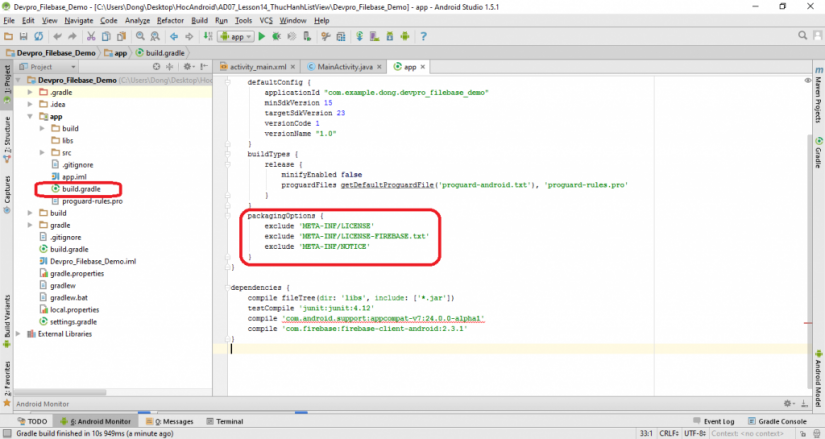 Devpro_Filebase_Demo - [C:\Users\Dong\Desktop\HocAndroid\AD07_Lesson14_ThucHanhListView\Devpro_Filebase_Demo] - app - Android Studio 1.5.1
File Edit View Navigate Code Analyze Refactor Build Run Tools VCS Window Help
app
Devpro_Filebase_Demo app build.gradle
Project
activity_main.xml MainActivity.java app
1: Project
Structure
Captures
Build Variants
2: Favorites
Devpro_Filebase_Demo (C:\Users\Dong\Desktop\Hoc
.gradle
.idea
app
build
libs
src
.gitignore
app.iml
build.gradle
proguard-rules.pro
build
gradle
.gitignore
build.gradle
Devpro_Filebase_Demo.iml
gradle.properties
gradlew
gradlew.bat
local.properties
settings.gradle
External Libraries
defaultConfig {
applicationId "com.example.dong.devpro_filebase_demo"
minSdkVersion 15
targetSdkVersion 23
versionCode 1
versionName "1.0"
}
buildTypes {
release {
minifyEnabled false
proguardFiles getDefaultProguardFile('proguard-android.txt'), 'proguard-rules.pro'
}
}
packagingOptions {
exclude 'META-INF/LICENSE'
exclude 'META-INF/LICENSE-FIREBASE.txt'
exclude 'META-INF/NOTICE'
}
}
dependencies {
compile fileTree(dir: 'libs', include: ['*.jar'])
testCompile 'junit:junit:4.12'
compile 'com.android.support:appcompat-v7:24.0.0-alpha1'
compile 'com.firebase:firebase-client-android:2.3.1'
}
Maven Projects
Gradle
Android Model
Android Monitor
TODO 6: Android Monitor 0: Messages Terminal Event Log Gradle Console
Gradle build finished in 10s 949ms (a minute ago) 33:1 CRLF÷ UTF-8÷ Context: <no context>